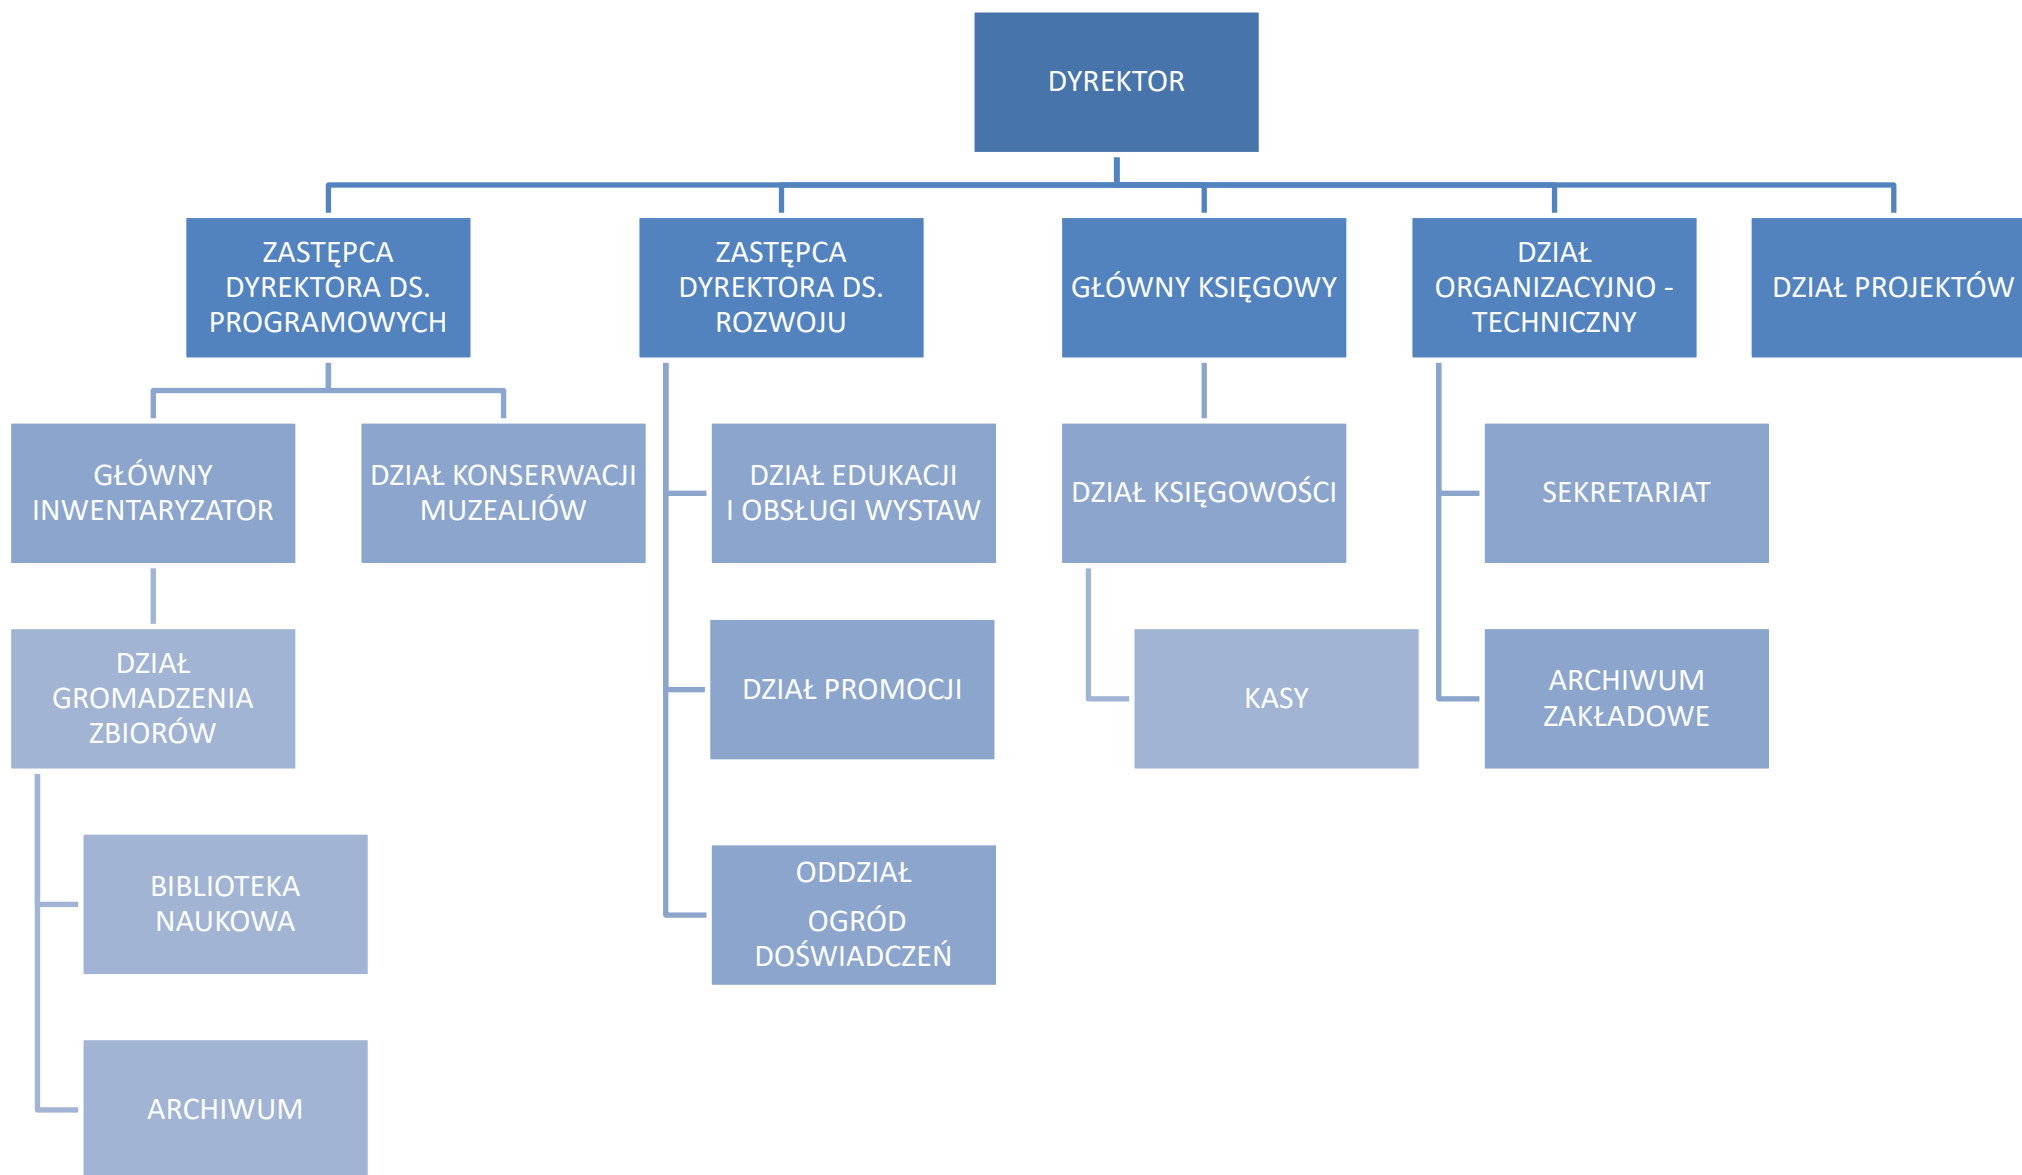 DYREKTOR
ZASTĘPCA
DYREKTORA DS.
PROGRAMOWYCH
ZASTĘPCA
DYREKTORA DS.
ROZWOJU
GŁÓWNY KSIĘGOWY
DZIAŁ
ORGANIZACYJNO -
TECHNICZNY
DZIAŁ PROJEKTÓW
GŁÓWNY
INWENTARYZATOR
DZIAŁ KONSERWACJI
MUZEALIÓW
DZIAŁ EDUKACJI
I OBSŁUGI WYSTAW
DZIAŁ KSIĘGOWOŚCI
SEKRETARIAT
DZIAŁ
GROMADZENIA
ZBIORÓW
DZIAŁ PROMOCJI
KASY
ARCHIWUM
ZAKŁADOWE
BIBLIOTEKA
NAUKOWA
ODDZIAŁ
OGRÓD
DOŚWIADCZEŃ
ARCHIWUM